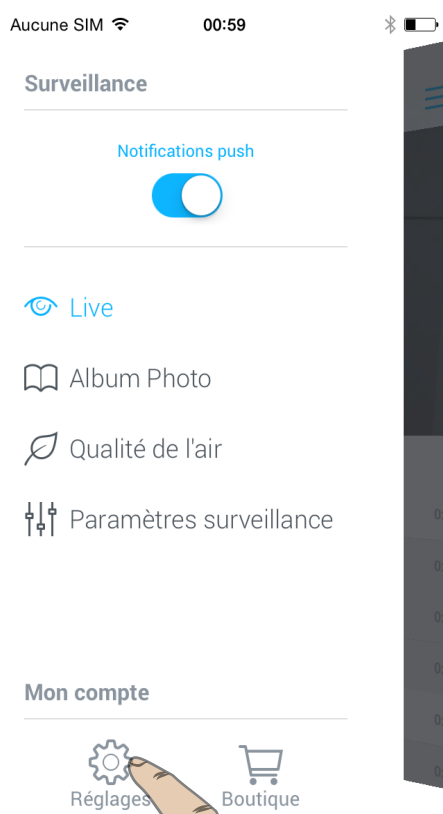 Aucune SIM 00:59
Surveillance
Notifications push
Live
Album Photo
Qualité de l'air
Paramètres surveillance
Mon compte
Réglages Boutique